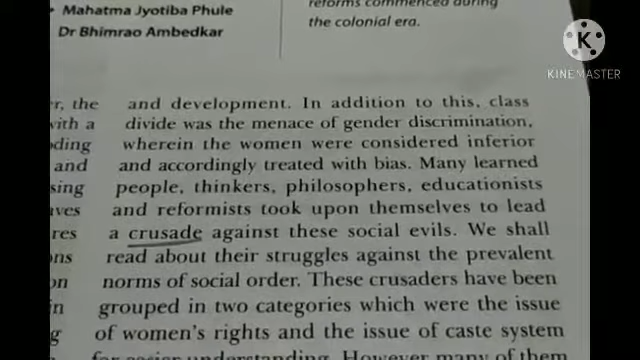 • Mahatma Jyotiba Phule
Dr Bhimrao Ambedkar
reforms commenced during
the colonial era.
KINEMASTER
r, the
with a
ding
and
sing
ves
res
ns
on
in
g
and development. In addition to this, class
divide was the menace of gender discrimination,
wherein the women were considered inferior
and accordingly treated with bias. Many learned
people, thinkers, philosophers, educationists
and reformists took upon themselves to lead
a crusade against these social evils. We shall
read about their struggles against the prevalent
norms of social order. These crusaders have been
grouped in two categories which were the issue
of women's rights and the issue of caste system
for easier understanding. However many of them